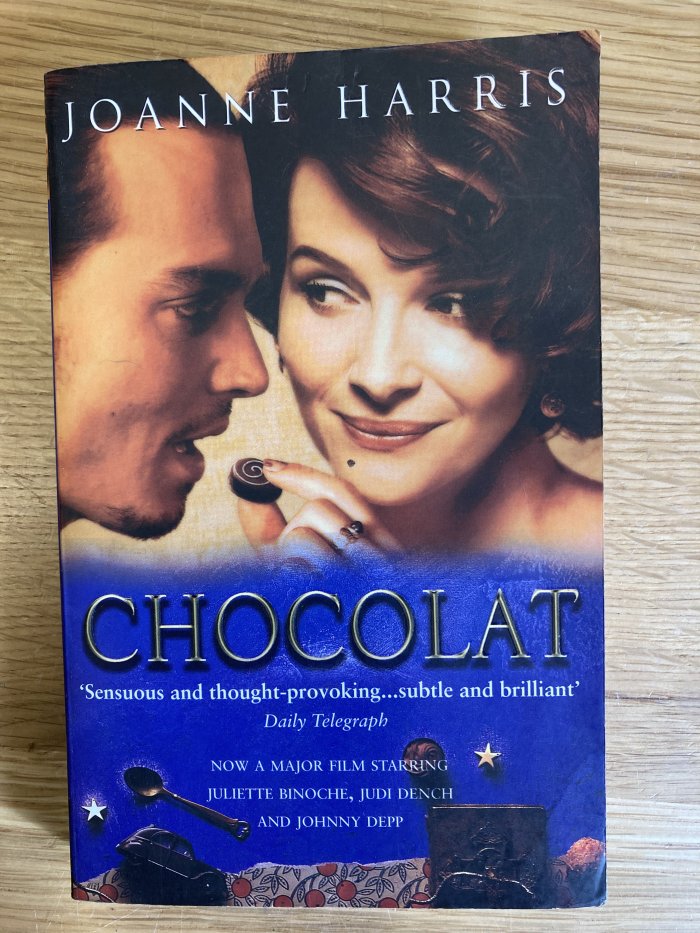 JOANNE HARRIS
CHOCOLAT
‘Sensuous and thought-provoking...subtle and brilliant’
Daily Telegraph
NOW A MAJOR FILM STARRING
JULIETTE BINOCHE, JUDI DENCH
AND JOHNNY DEPP